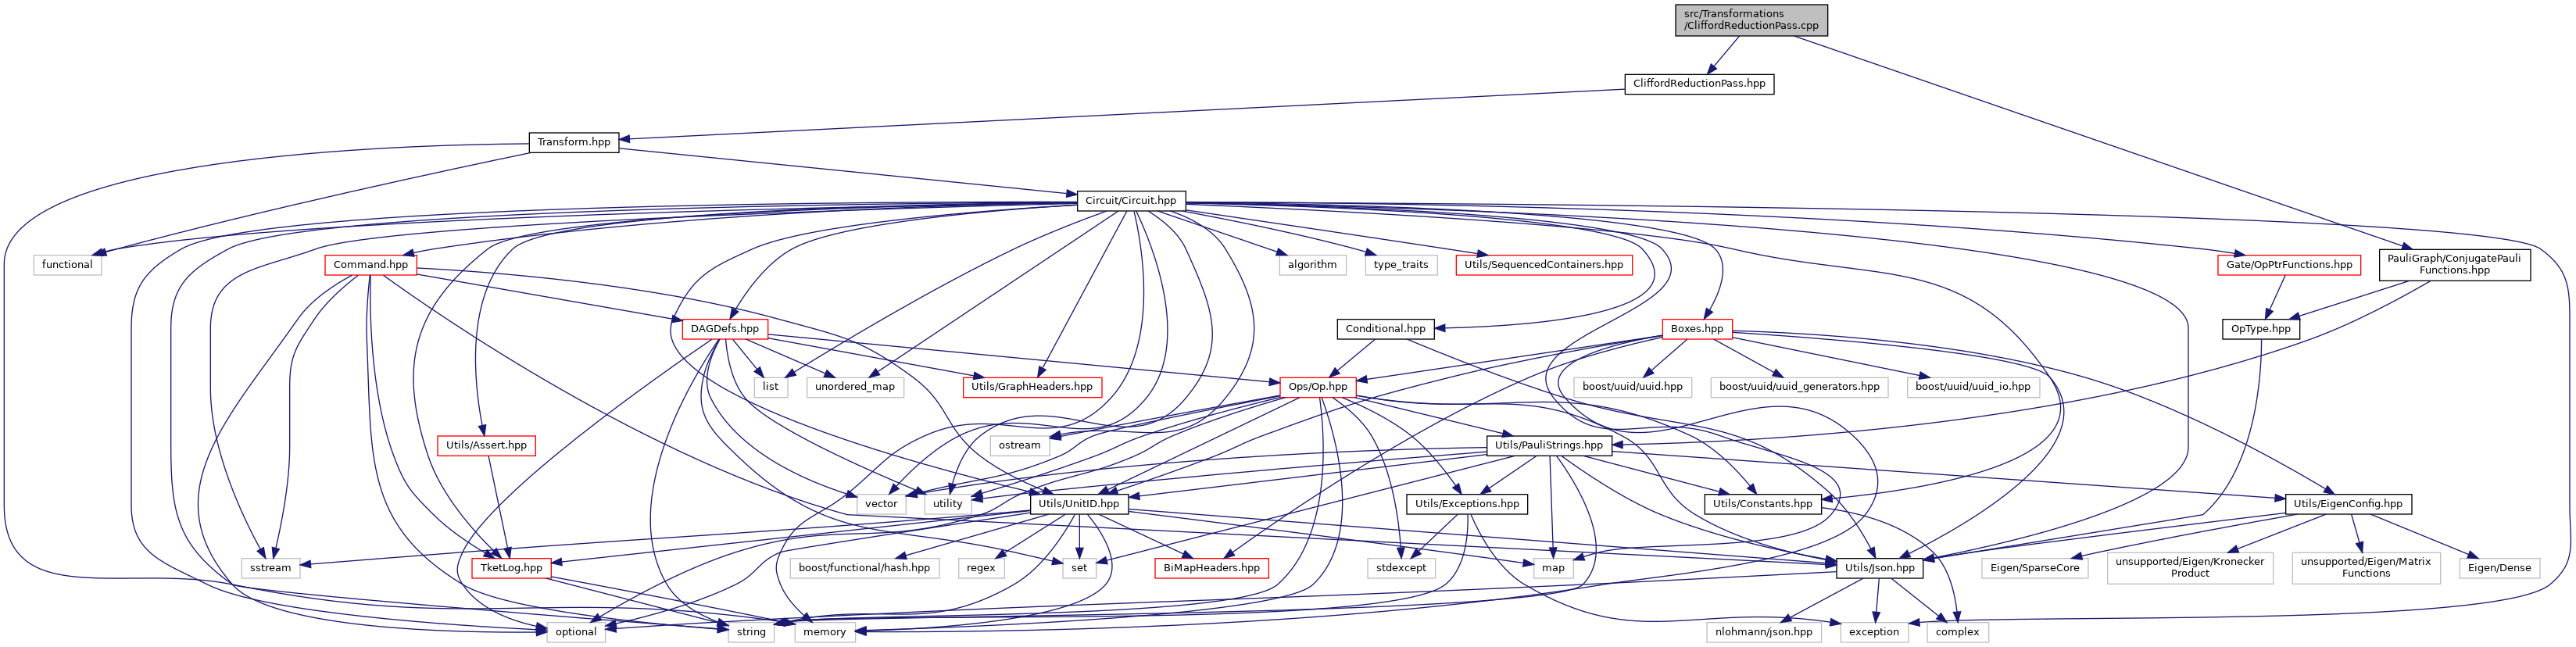 src/Transformations
/CliffordReductionPass.cpp
CliffordReductionPass.hpp
Transform.hpp
Circuit/Circuit.hpp
functional
Command.hpp
algorithm
type_traits
Utils/SequencedContainers.hpp
Gate/OpPtrFunctions.hpp
PauliGraph/ConjugatePauli
Functions.hpp
DAGDefs.hpp
Conditional.hpp
Boxes.hpp
OpType.hpp
list
unordered_map
Utils/GraphHeaders.hpp
Ops/Op.hpp
boost/uuid/uuid.hpp
boost/uuid/uuid_generators.hpp
boost/uuid/uuid_io.hpp
Utils/Assert.hpp
ostream
Utils/PauliStrings.hpp
vector
utility
Utils/UnitID.hpp
Utils/Exceptions.hpp
Utils/Constants.hpp
Utils/EigenConfig.hpp
sstream
TketLog.hpp
boost/functional/hash.hpp
regex
set
BiMapHeaders.hpp
stdexcept
map
Utils/Json.hpp
Eigen/SparseCore
unsupported/Eigen/Kronecker
Product
unsupported/Eigen/Matrix
Functions
Eigen/Dense
optional
string
memory
nlohmann/json.hpp
exception
complex